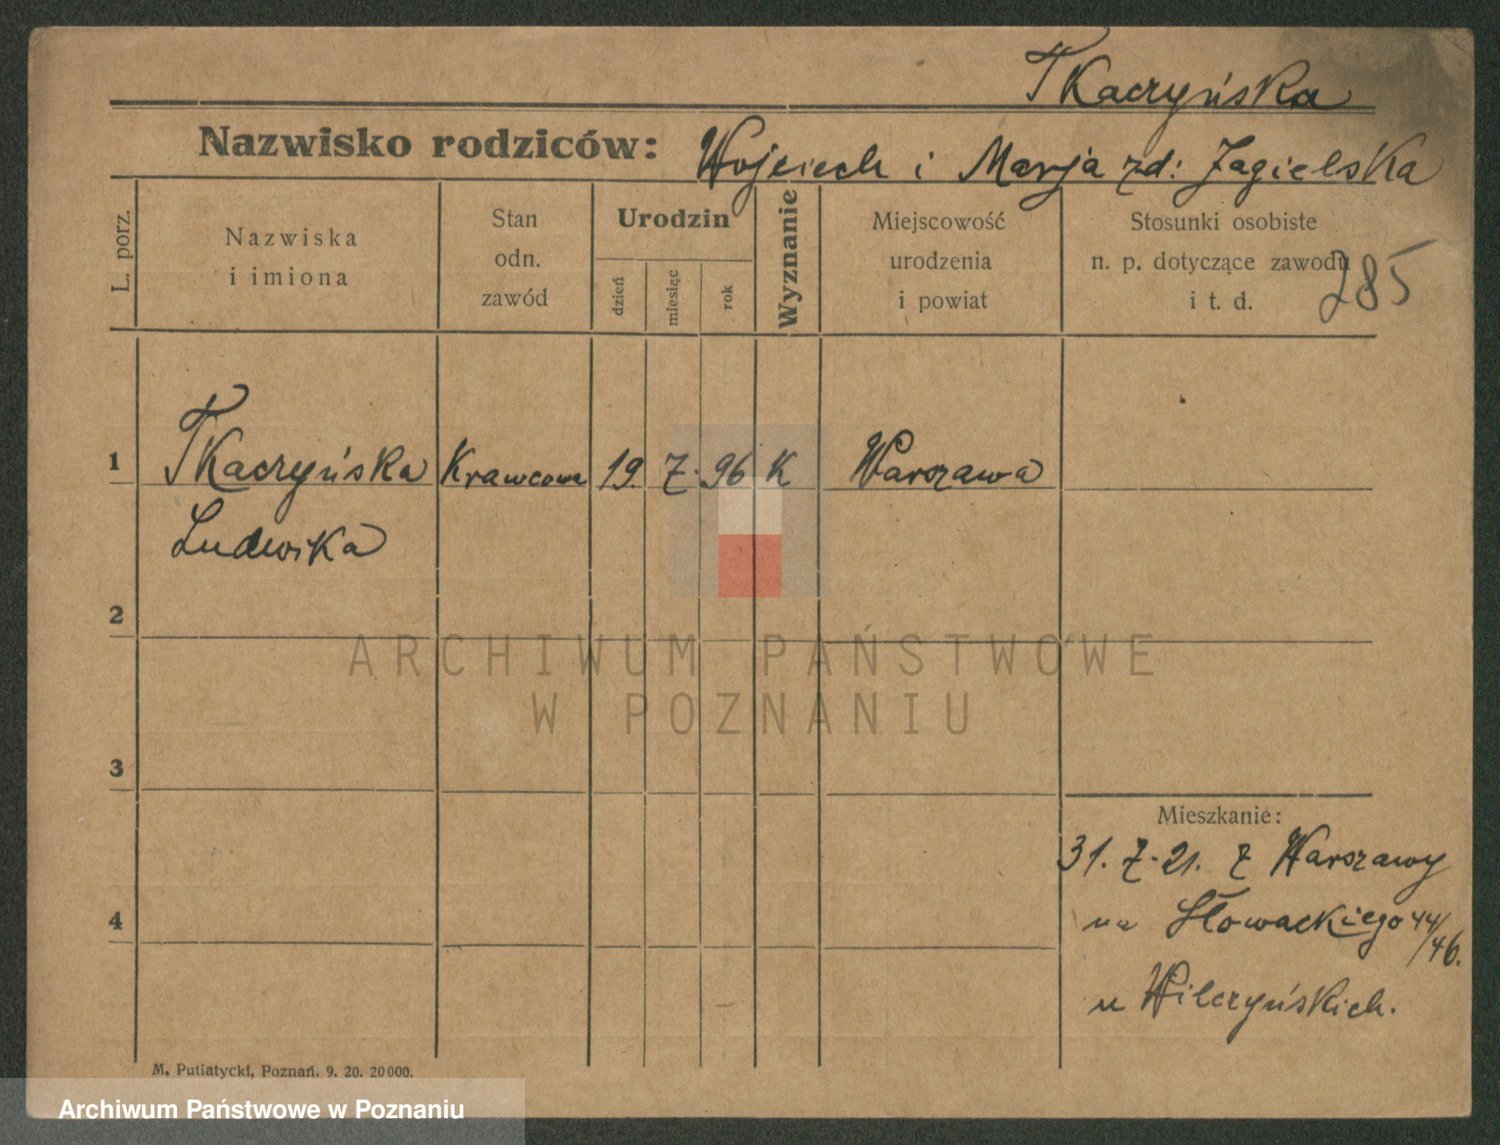 Tkaczyńska
Nazwisko rodziców: Wojciech i Marja zd: Jagielska
L. porz.
Nazwiska
i imiona
Stan
odn.
zawód
Urodzin
dzień
miesiąc
rok
Wyznanie
Miejscowość
urodzenia
i powiat
Stosunki osobiste
n. p. dotyczące zawodu
i t. d.
285
1
Tkaczyńska
Ludwika
Krawcowa
19.
7.
96
K
Warszawa
2
3
4
Mieszkanie:
31. 7. 21. z Warszawy
na Słowackiego 44/46.
u Wilczyńskich.
M. Putiatycki, Poznań. 9. 20. 20000.
ARCHIWUM PAŃSTWOWE
W POZNANIU
Archiwum Państwowe w Poznaniu